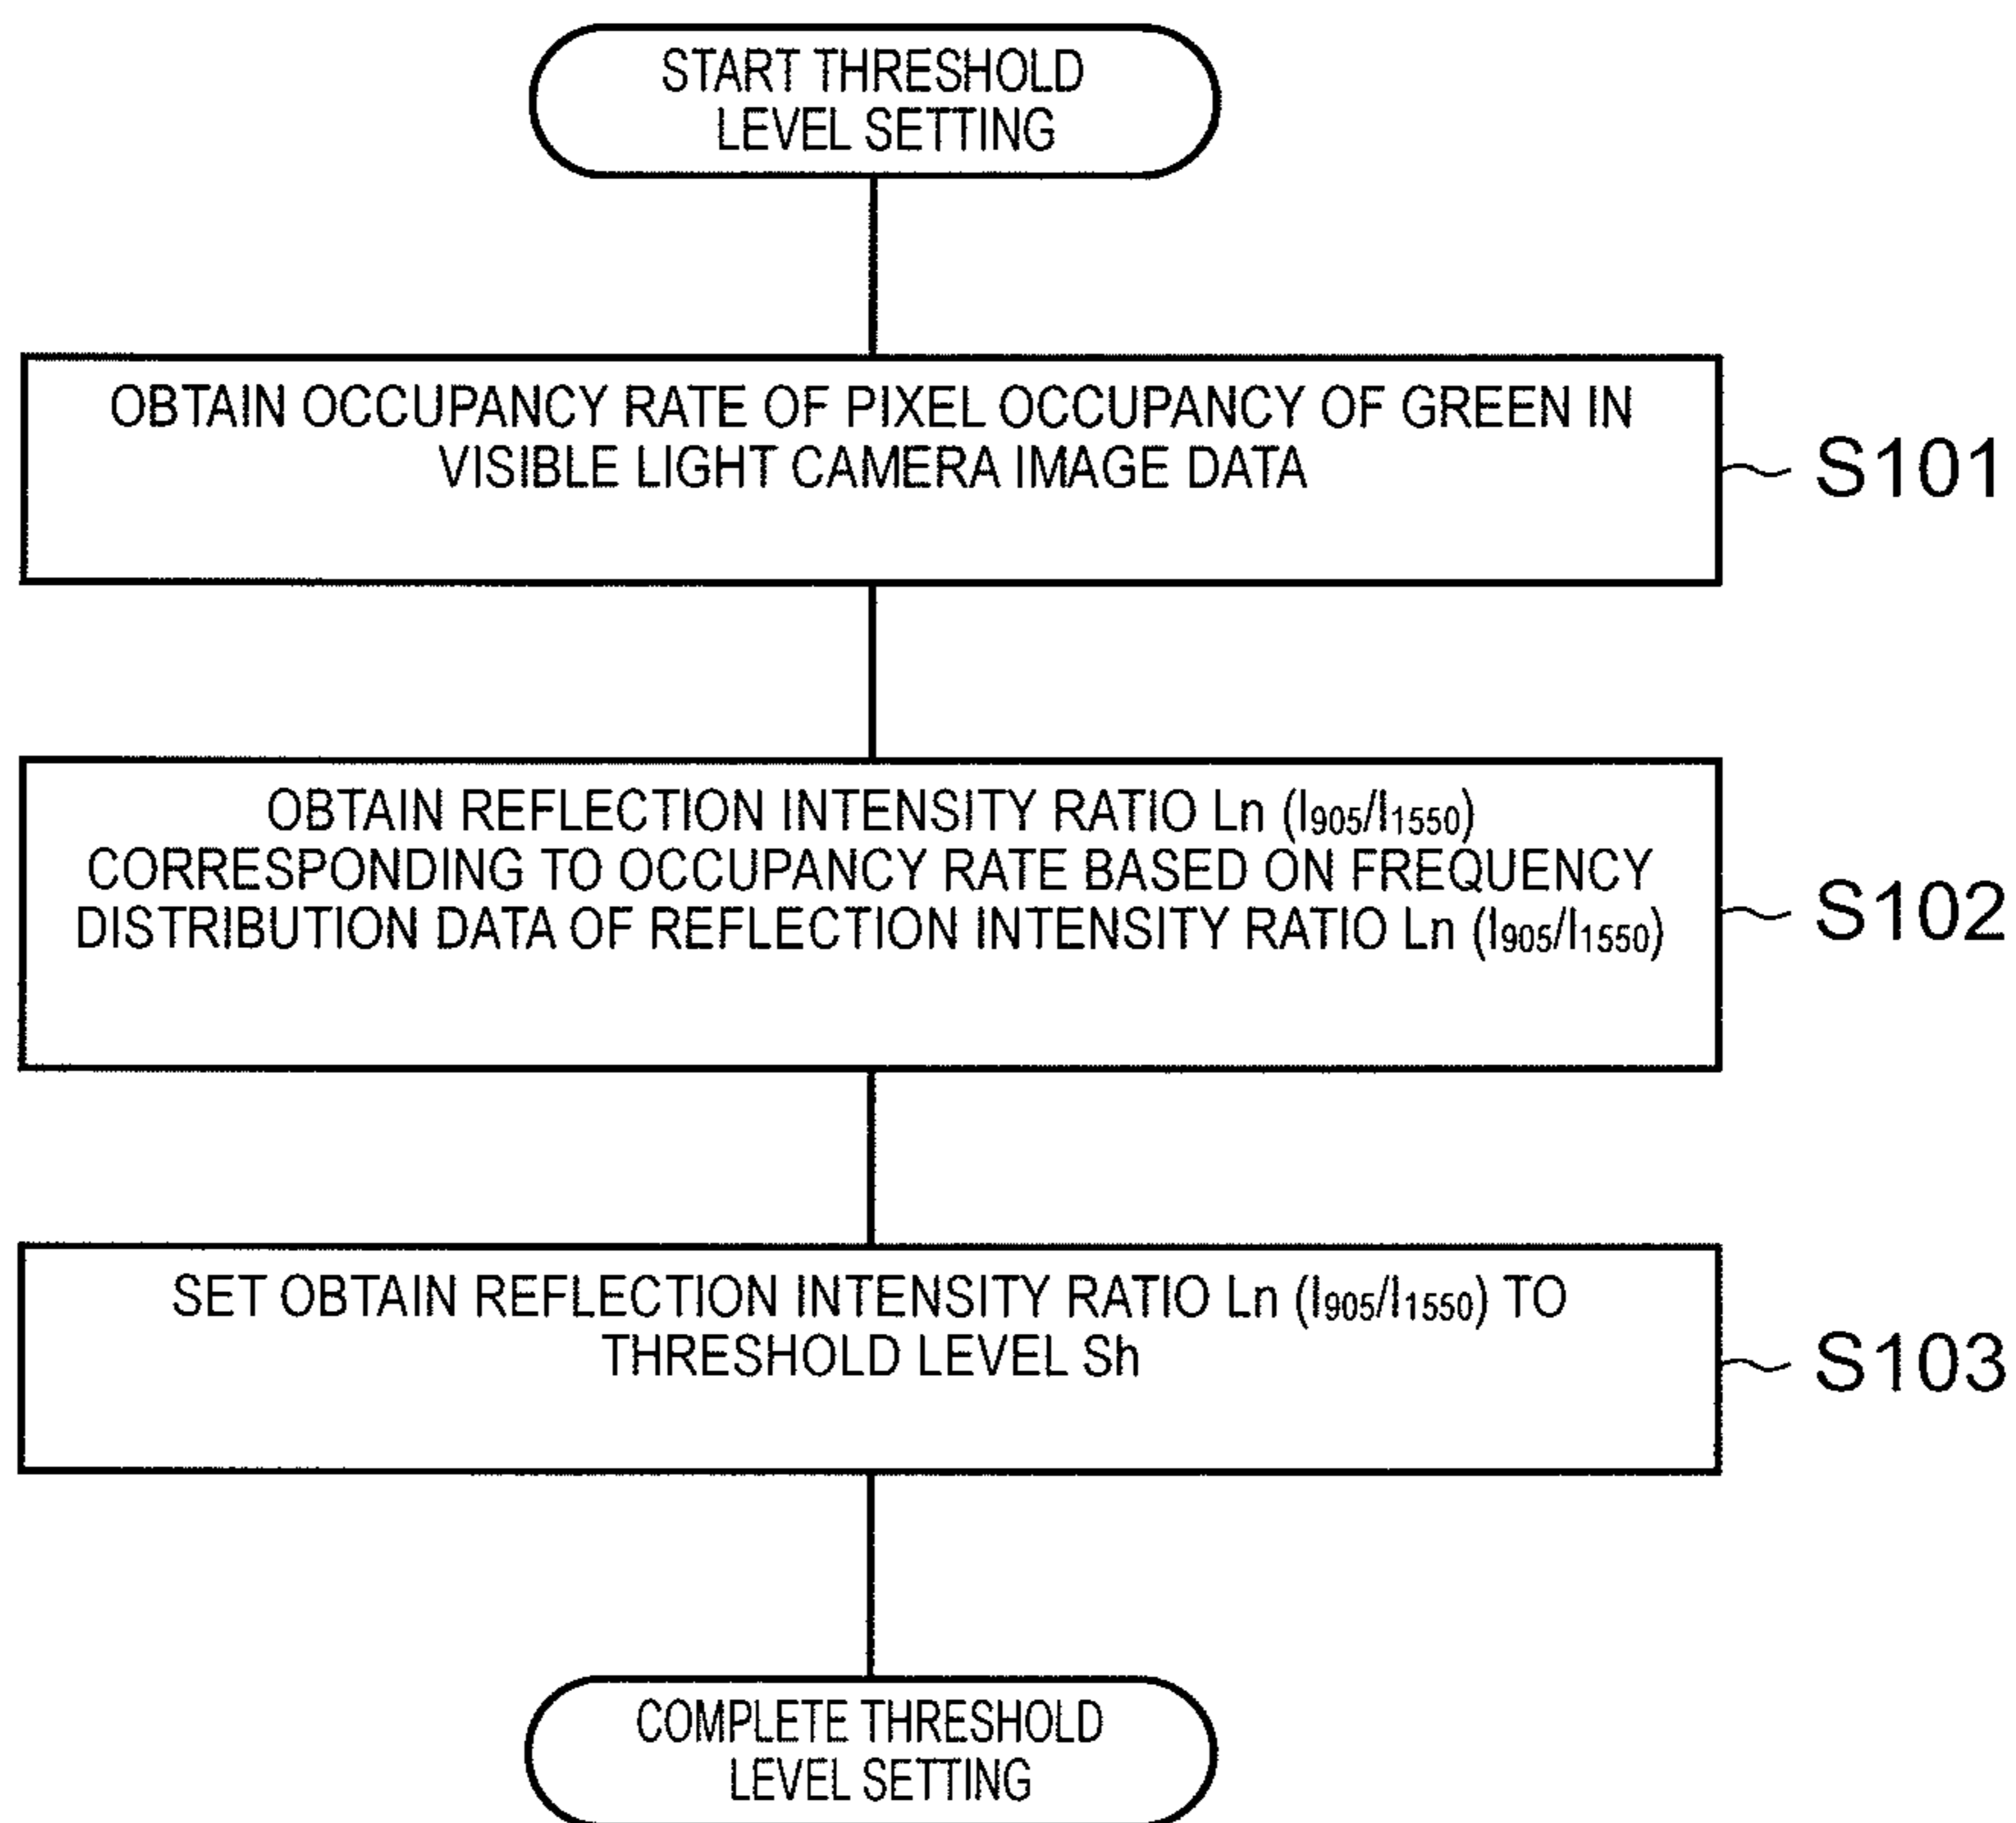 START THRESHOLD
LEVEL SETTING
OBTAIN OCCUPANCY RATE OF PIXEL OCCUPANCY OF GREEN IN
VISIBLE LIGHT CAMERA IMAGE DATA
S101
OBTAIN REFLECTION INTENSITY RATIO Ln (I905/I1550)
CORRESPONDING TO OCCUPANCY RATE BASED ON FREQUENCY
DISTRIBUTION DATA OF REFLECTION INTENSITY RATIO Ln (I905/I1550)
S102
SET OBTAIN REFLECTION INTENSITY RATIO Ln (I905/I1550) TO
THRESHOLD LEVEL Sh
S103
COMPLETE THRESHOLD
LEVEL SETTING